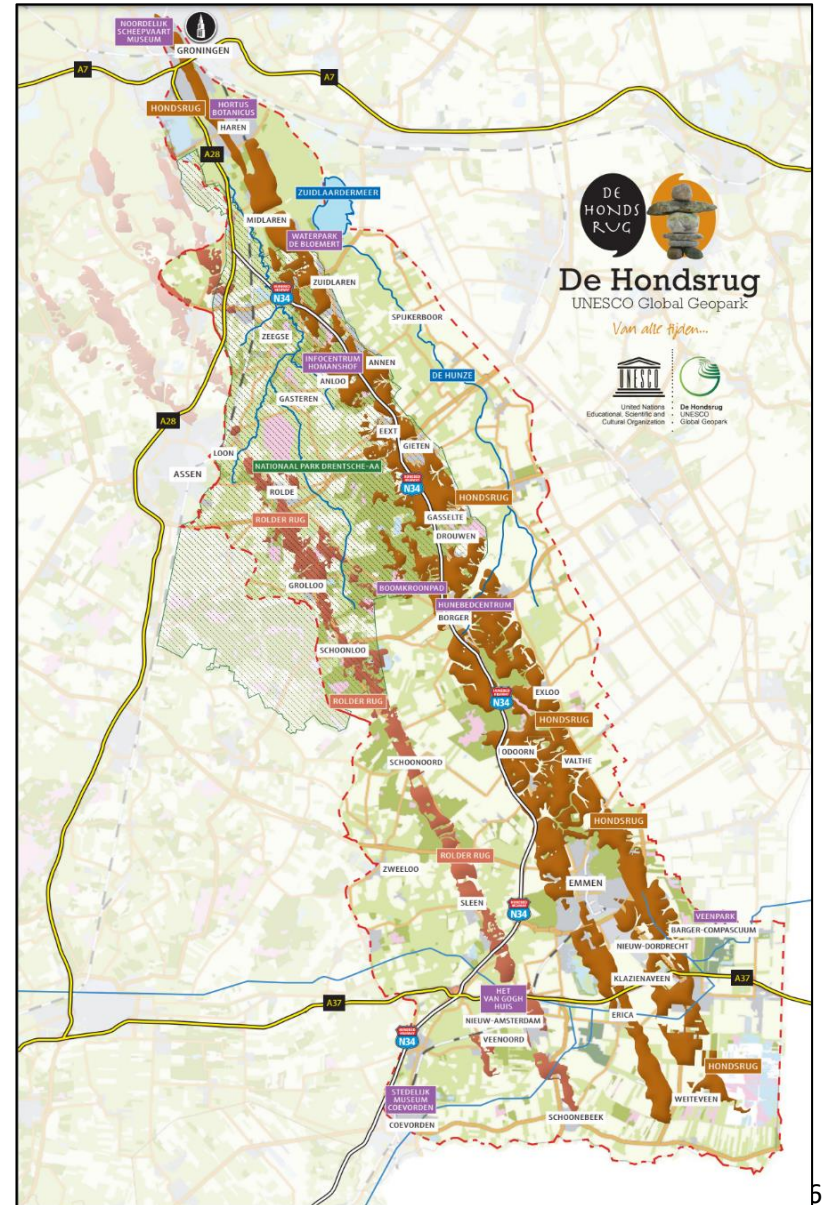 NOORDELIJK
SCHEEPVAART
MUSEUM
GRONINGEN
A7
A7
HONDSRUG
HORTUS
BOTANICUS
HAREN
A28
ZUIDLAARDERMEER
MIDLAREN
WATERPARK
DE BLOEMERT
ZUIDLAREN
N34
SPIJKERBOOR
ZEEGSE
INFOCENTRUM
HOMANSHOF
ANNEN
ANLOO
DE HUNZE
GASTEREN
A28
EEXT
GIETEN
LOON
ASSEN
NATIONAAL PARK DRENTSCHE-AA
ROLDE
N34
HONDSRUG
ROLDER RUG
GASSELTE
DROUWEN
GROLLOO
BOOMKROONPAD
HUNEBEDCENTRUM
BORGER
SCHOONLOO
ROLDER RUG
EXLOO
N34
HONDSRUG
ODOORN
VALTHE
SCHOONOORD
HONDSRUG
ROLDER RUG
ZWEELOO
EMMEN
SLEEN
N34
VEENPARK
BARGER-COMPASCUUM
NIEUW-DORDRECHT
KLAZIENAVEEN
A37
A37
HET
VAN GOGH
HUIS
ERICA
NIEUW-AMSTERDAM
VEENOORD
N34
HONDSRUG
WEITEVEEN
STEDELIJK
MUSEUM
COEVORDEN
COEVORDEN
SCHOONEBEEK
DE
HONDS
RUG
De Hondsrug
UNESCO Global Geopark
Van alle tijden...
UNESCO
United Nations
Educational, Scientific and
Cultural Organization
De Hondsrug
UNESCO
Global Geopark
6